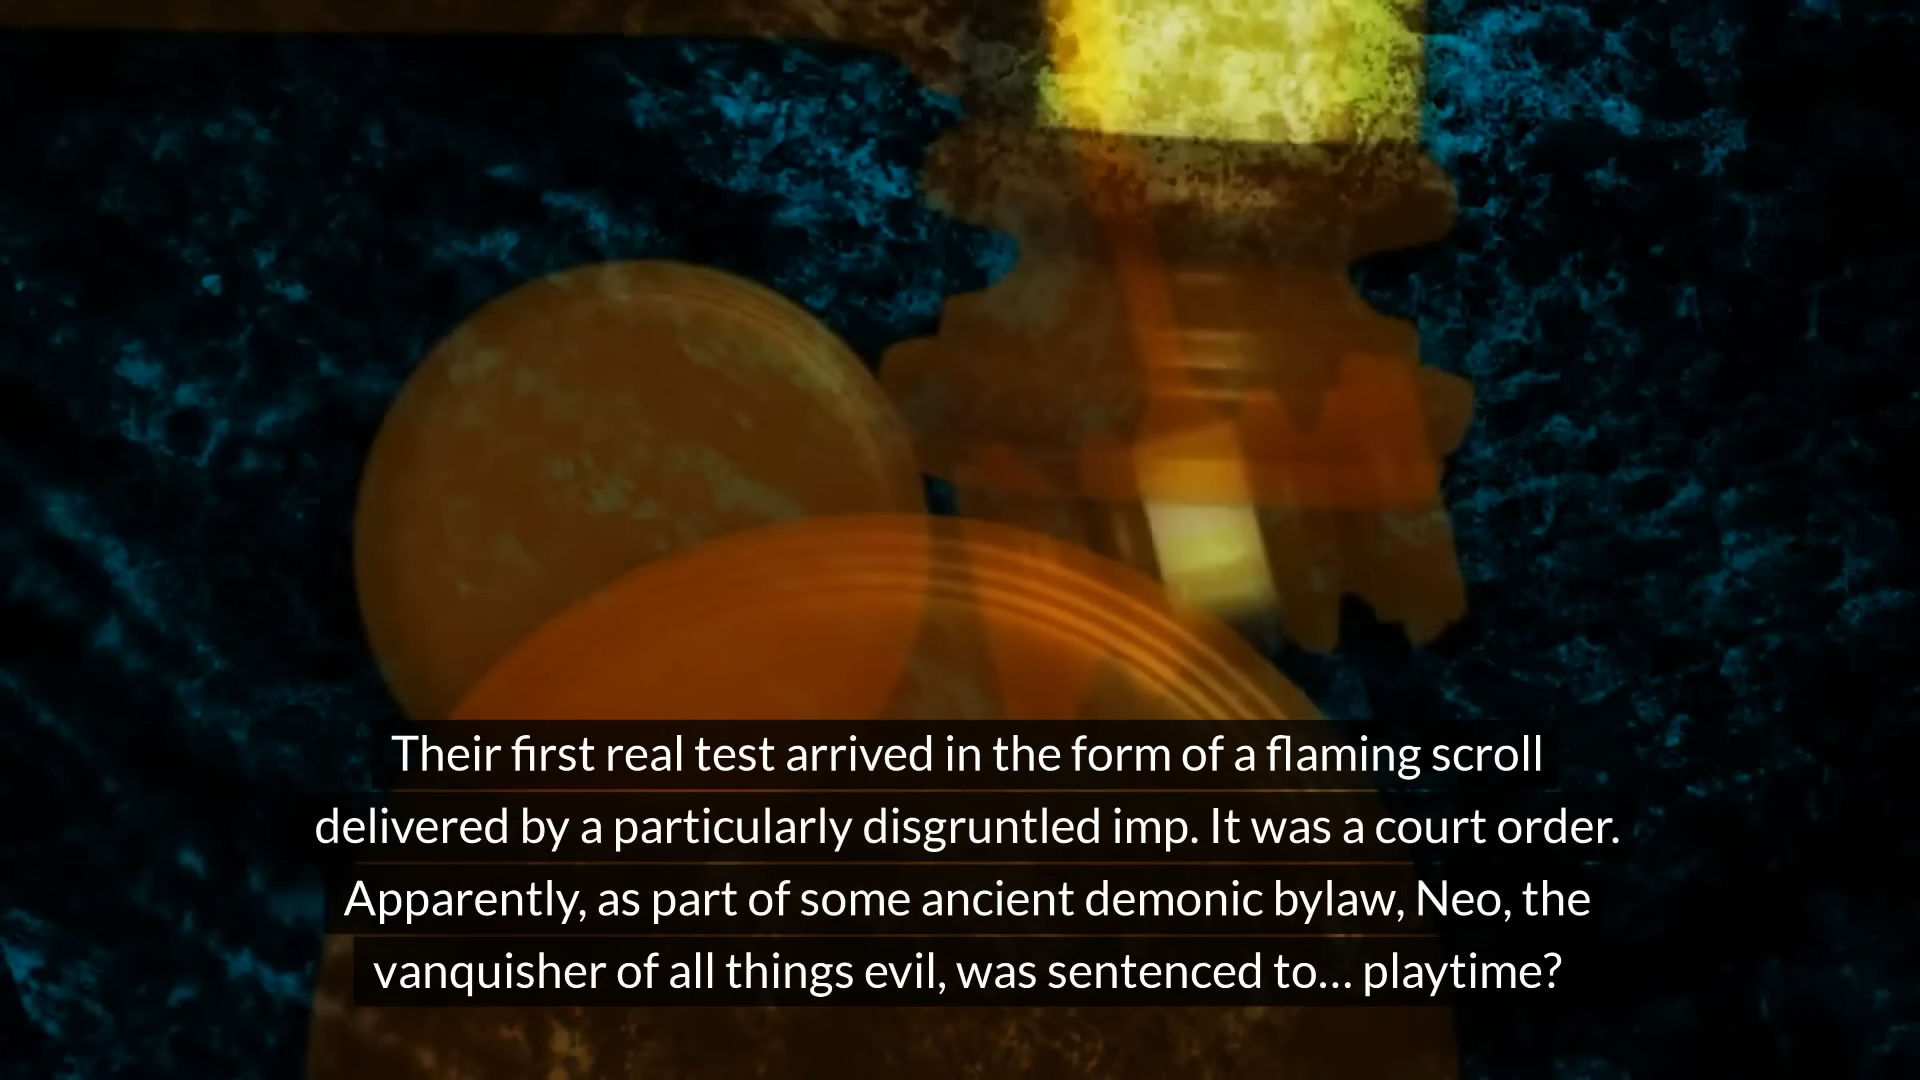 Their first real test arrived in the form of a flaming scroll
delivered by a particularly disgruntled imp. It was a court order.
Apparently, as part of some ancient demonic bylaw, Neo, the
vanquisher of all things evil, was sentenced to... playtime?